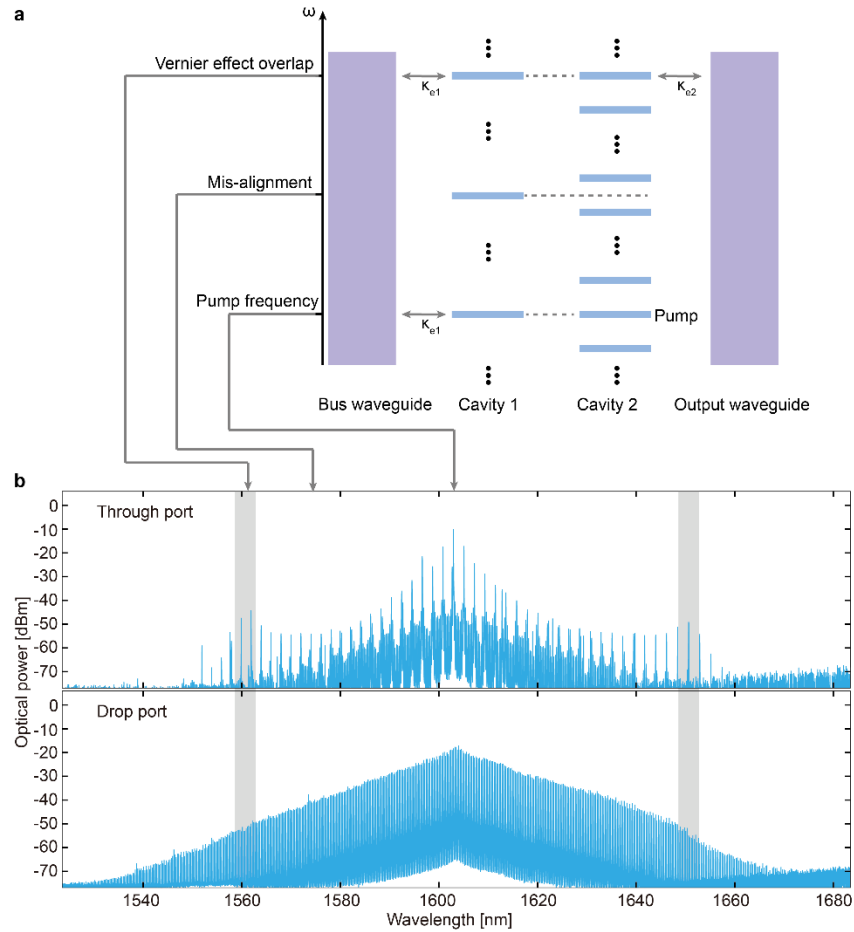 a
ω
Vernier effect overlap
κe1
κe2
Mis-alignment
Pump frequency
κe1
Pump
Bus waveguide
Cavity 1
Cavity 2
Output waveguide
b
Through port
0
-10
-20
-30
-40
-50
-60
-70
Optical power [dBm]
Drop port
0
-10
-20
-30
-40
-50
-60
-70
1540
1560
1580
1600
1620
1640
1660
1680
Wavelength [nm]